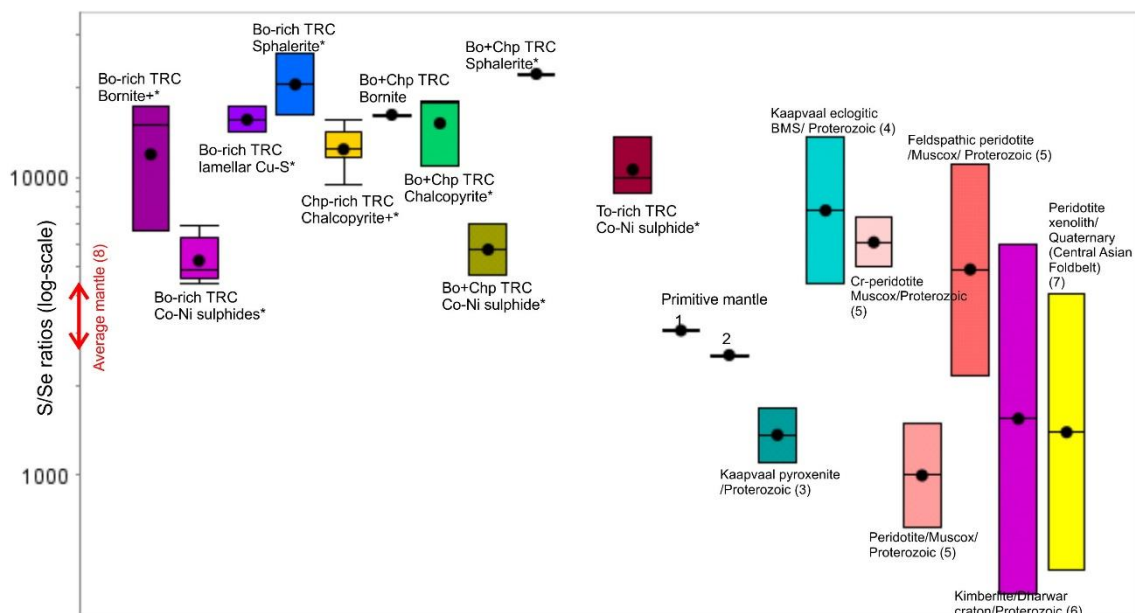 Bo-rich TRC
Sphalerite*
Bo+Chp TRC
Sphalerite*
Bo-rich TRC
Bornite+*
Bo+Chp TRC
Bornite
Bo-rich TRC
lamellar Cu-S*
Chp-rich TRC
Chalcopyrite+*
Bo+Chp TRC
Chalcopyrite*
Bo-rich TRC
Co-Ni sulphides*
Bo+Chp TRC
Co-Ni sulphide*
To-rich TRC
Co-Ni sulphide*
Kaapvaal eclogitic
BMS/ Proterozoic (4)
Feldspathic peridotite
/Muscox/ Proterozoic (5)
Peridotite
xenolith/
Quaternary
(Central Asian
Foldbelt)
(7)
Cr-peridotite
Muscox/Proterozoic
(5)
Primitive mantle
1
2
Kaapvaal pyroxenite
/Proterozoic (3)
Peridotite/Muscox/
Proterozoic (5)
Kimberlite/Dharwar
craton/Proterozoic (6)
10000
1000
S/Se ratios (log-scale)
Average mantle (8)